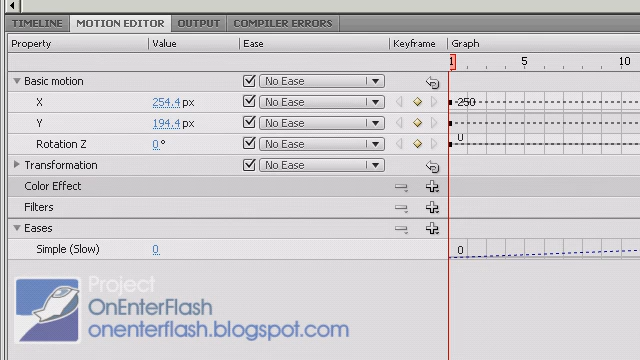 TIMELINE MOTION EDITOR OUTPUT COMPILER ERRORS
Property Value Ease Keyframe Graph
1 5 10
Basic motion No Ease
X 254.4 px No Ease 250
Y 194.4 px No Ease
Rotation Z 0 ° No Ease 0
Transformation No Ease
Color Effect
Filters
Eases
Simple (Slow) 0 0
Project
OnEnterFlash
onenterflash.blogspot.com